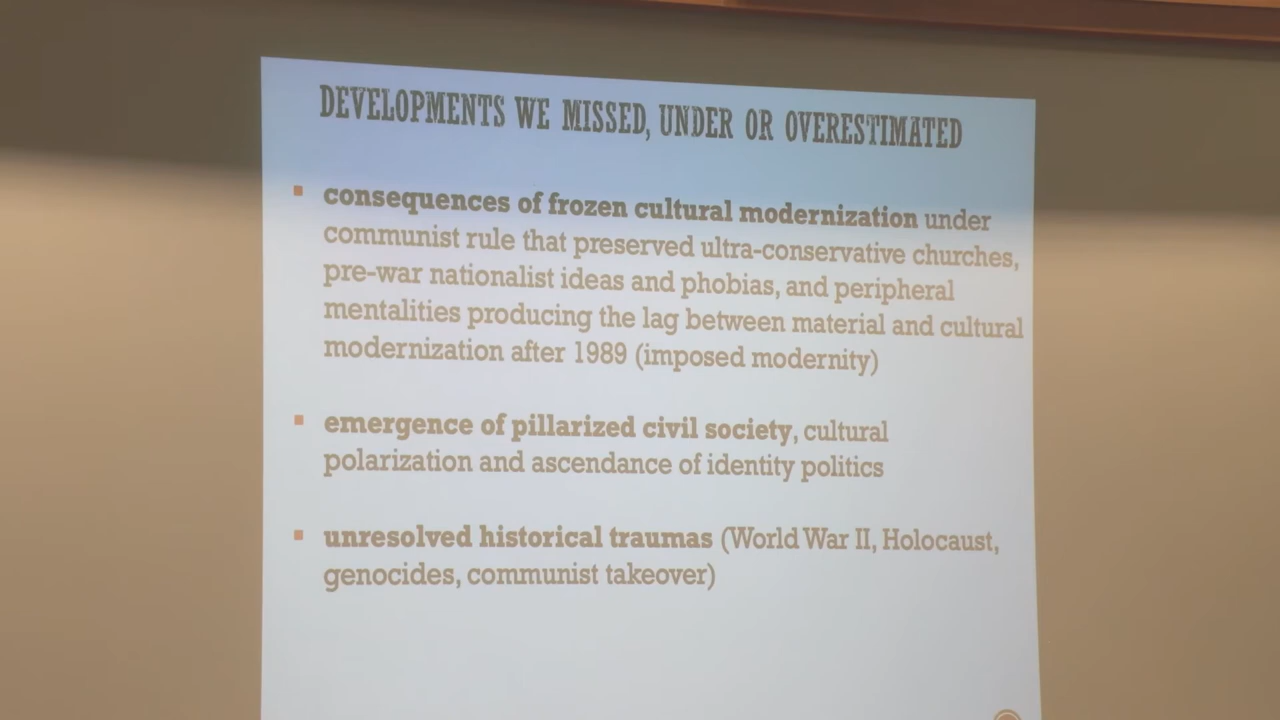 DEVELOPMENTS WE MISSED, UNDER OR OVERESTIMATED
▪ consequences of frozen cultural modernization under
communist rule that preserved ultra-conservative churches,
pre-war nationalist ideas and phobias, and peripheral
mentalities producing the lag between material and cultural
modernization after 1989 (imposed modernity)
▪ emergence of pillarized civil society, cultural
polarization and ascendance of identity politics
▪ unresolved historical traumas (World War II, Holocaust,
genocides, communist takeover)